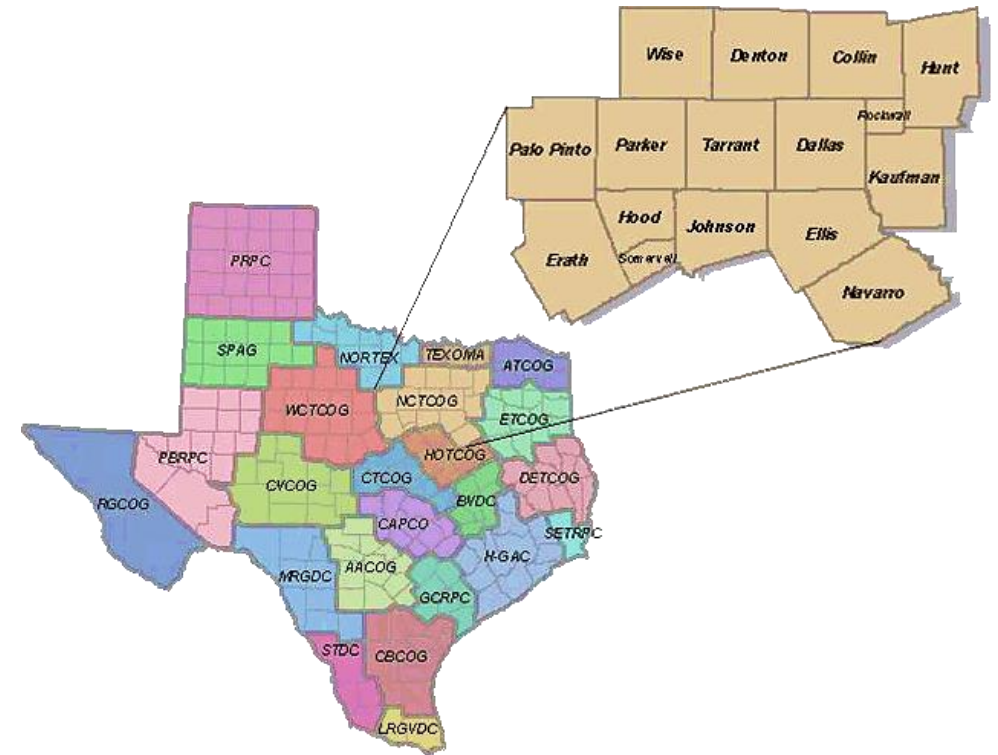 Wise
Denton
Collin
Hunt
Rockwall
Palo Pinto
Parker
Tarrant
Dallas
Kaufman
Hood
Johnson
Ellis
Erath
Somervell
Navarro
PRPC
SPAG
NORTEX
TEXOMA
ATCOG
WCTCOG
NCTCOG
ETCOG
PBRPC
HOTCOG
CVCOG
CTCOG
DETCOG
RGCOG
BVDC
CAPCO
SETRPC
H-GAC
AACOG
MRGDC
GCRPC
STDC
CBCOG
LRGVDC